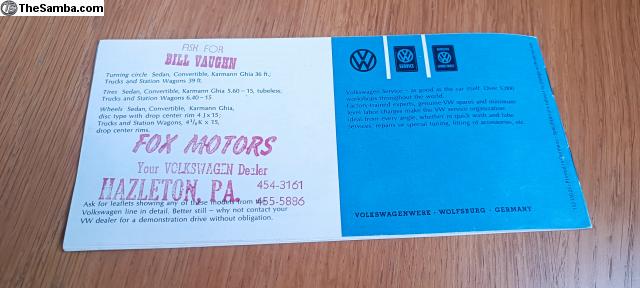 © TheSamba.com
ASK FOR
BILL VAUGHN
Turning circle Sedan, Convertible, Karmann Ghia 36 ft.;
Trucks and Station Wagons 39 ft.
Tires Sedan, Convertible, Karmann Ghia 5.60 – 15, tubeless;
Trucks and Station Wagons 6.40 – 15
Wheels Sedan, Convertible, Karmann Ghia,
disc type with drop center rim 4 J x 15;
Trucks and Station Wagons, 4½ K x 15,
drop center rims.
FOX MOTORS
Your VOLKSWAGEN Dealer
HAZLETON, PA. 454-3161
455-5886
Ask for leaflets showing any of these models from the
Volkswagen line in detail. Better still – why not contact your
VW dealer for a demonstration drive without obligation.
SERVICE
Volkswagen Service – as good as the car itself. Over 5,000
workshops throughout the world.
Factory-trained experts, genuine VW spares and minimum
level labor charges make the VW service organization
ideal from every angle, whether in quick wash and lube
services, repairs or special tuning, fitting of accessories, etc.
VOLKSWAGENWERK · WOLFSBURG · GERMANY